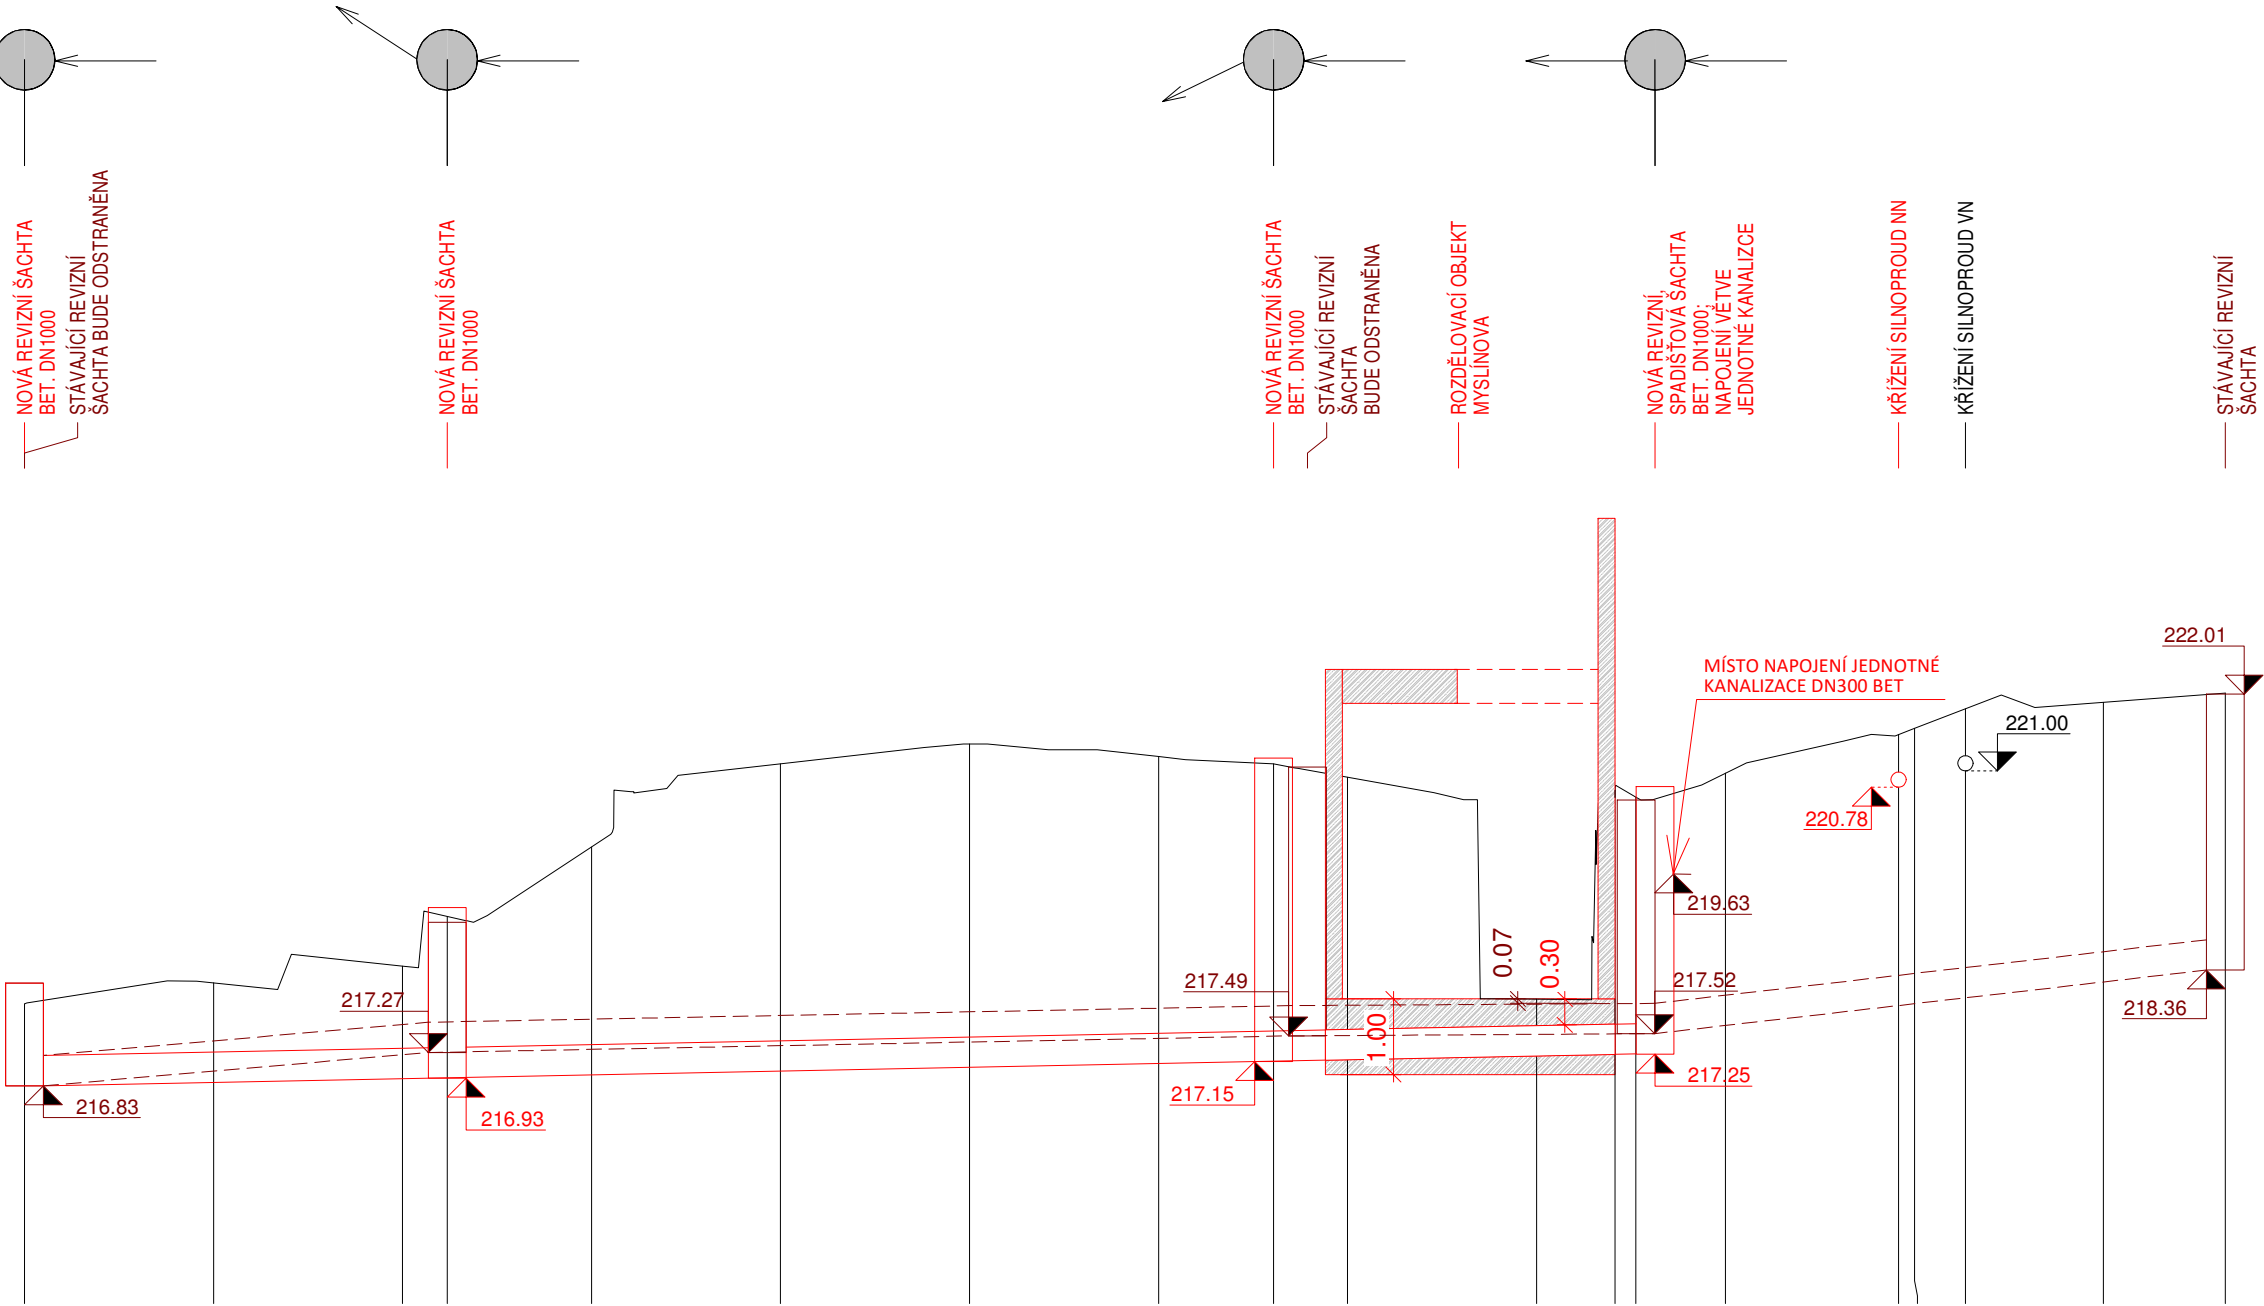 NOVÁ REVIZNÍ ŠACHTA
BET. DN1000
STÁVAJÍCÍ REVIZNÍ
ŠACHTA BUDE ODSTRANĚNA
NOVÁ REVIZNÍ ŠACHTA
BET. DN1000
NOVÁ REVIZNÍ ŠACHTA
BET. DN1000
STÁVAJÍCÍ REVIZNÍ
ŠACHTA
BUDE ODSTRANĚNA
ROZDĚLOVACÍ OBJEKT
MYSLÍNOVA
NOVÁ REVIZNÍ,
SPADIŠŤOVÁ ŠACHTA
BET. DN1000;
NAPOJENÍ VĚTVE
JEDNOTNÉ KANALIZCE
KŘÍŽENÍ SILNOPROUD NN
KŘÍŽENÍ SILNOPROUD VN
STÁVAJÍCÍ REVIZNÍ
ŠACHTA
222.01
MÍSTO NAPOJENÍ JEDNOTNÉ
KANALIZACE DN300 BET
221.00
220.78
219.63
0.07
0.30
217.27
217.49
217.52
218.36
1.00
217.25
217.15
216.83
216.93